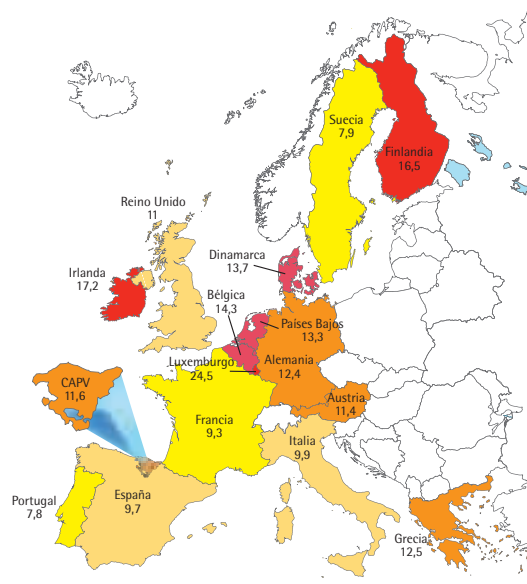 Suecia
7,9
Finlandia
16,5
Reino Unido
11
Dinamarca
13,7
Irlanda
17,2
Bélgica
14,3
Países Bajos
13,3
Luxemburgo
24,5
Alemania
12,4
CAPV
11,6
Austria
11,4
Francia
9,3
Italia
9,9
España
9,7
Portugal
7,8
Grecia
12,5